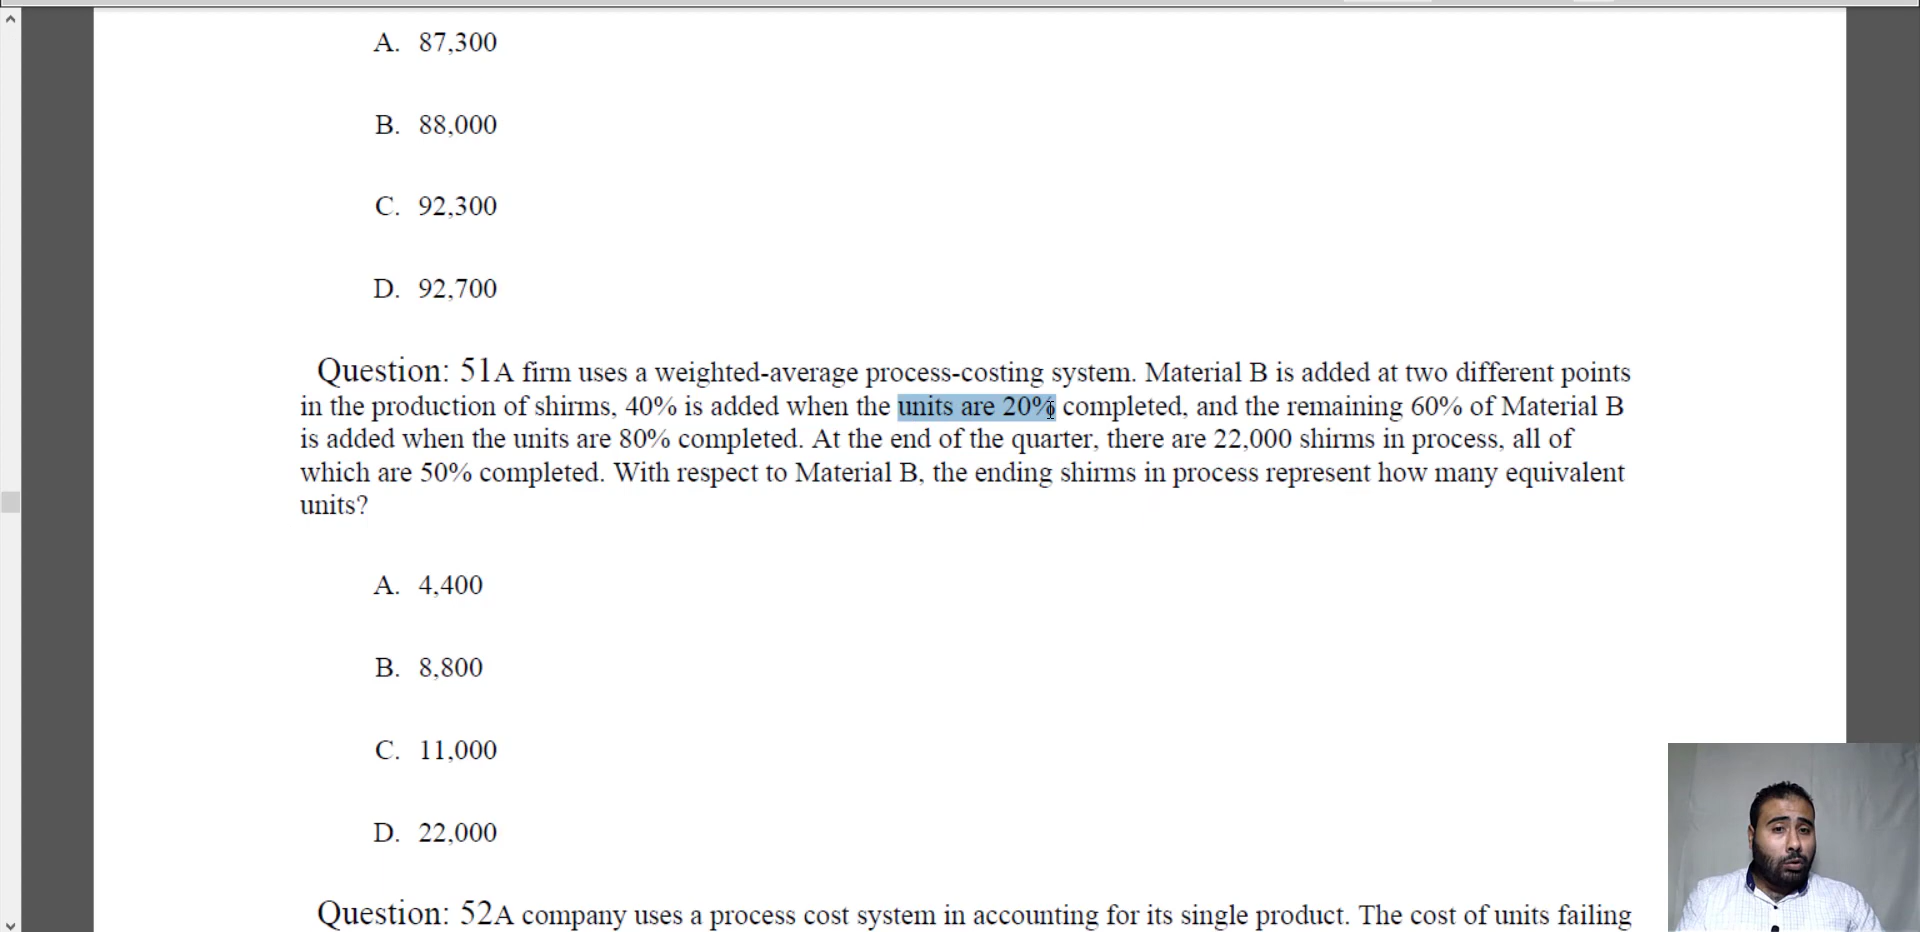 A. 87,300
B. 88,000
C. 92,300
D. 92,700
Question: 51A firm uses a weighted-average process-costing system. Material B is added at two different points
in the production of shirms, 40% is added when the units are 20% completed, and the remaining 60% of Material B
is added when the units are 80% completed. At the end of the quarter, there are 22,000 shirms in process, all of
which are 50% completed. With respect to Material B, the ending shirms in process represent how many equivalent
units?
A. 4,400
B. 8,800
C. 11,000
D. 22,000
Question: 52A company uses a process cost system in accounting for its single product. The cost of units failing